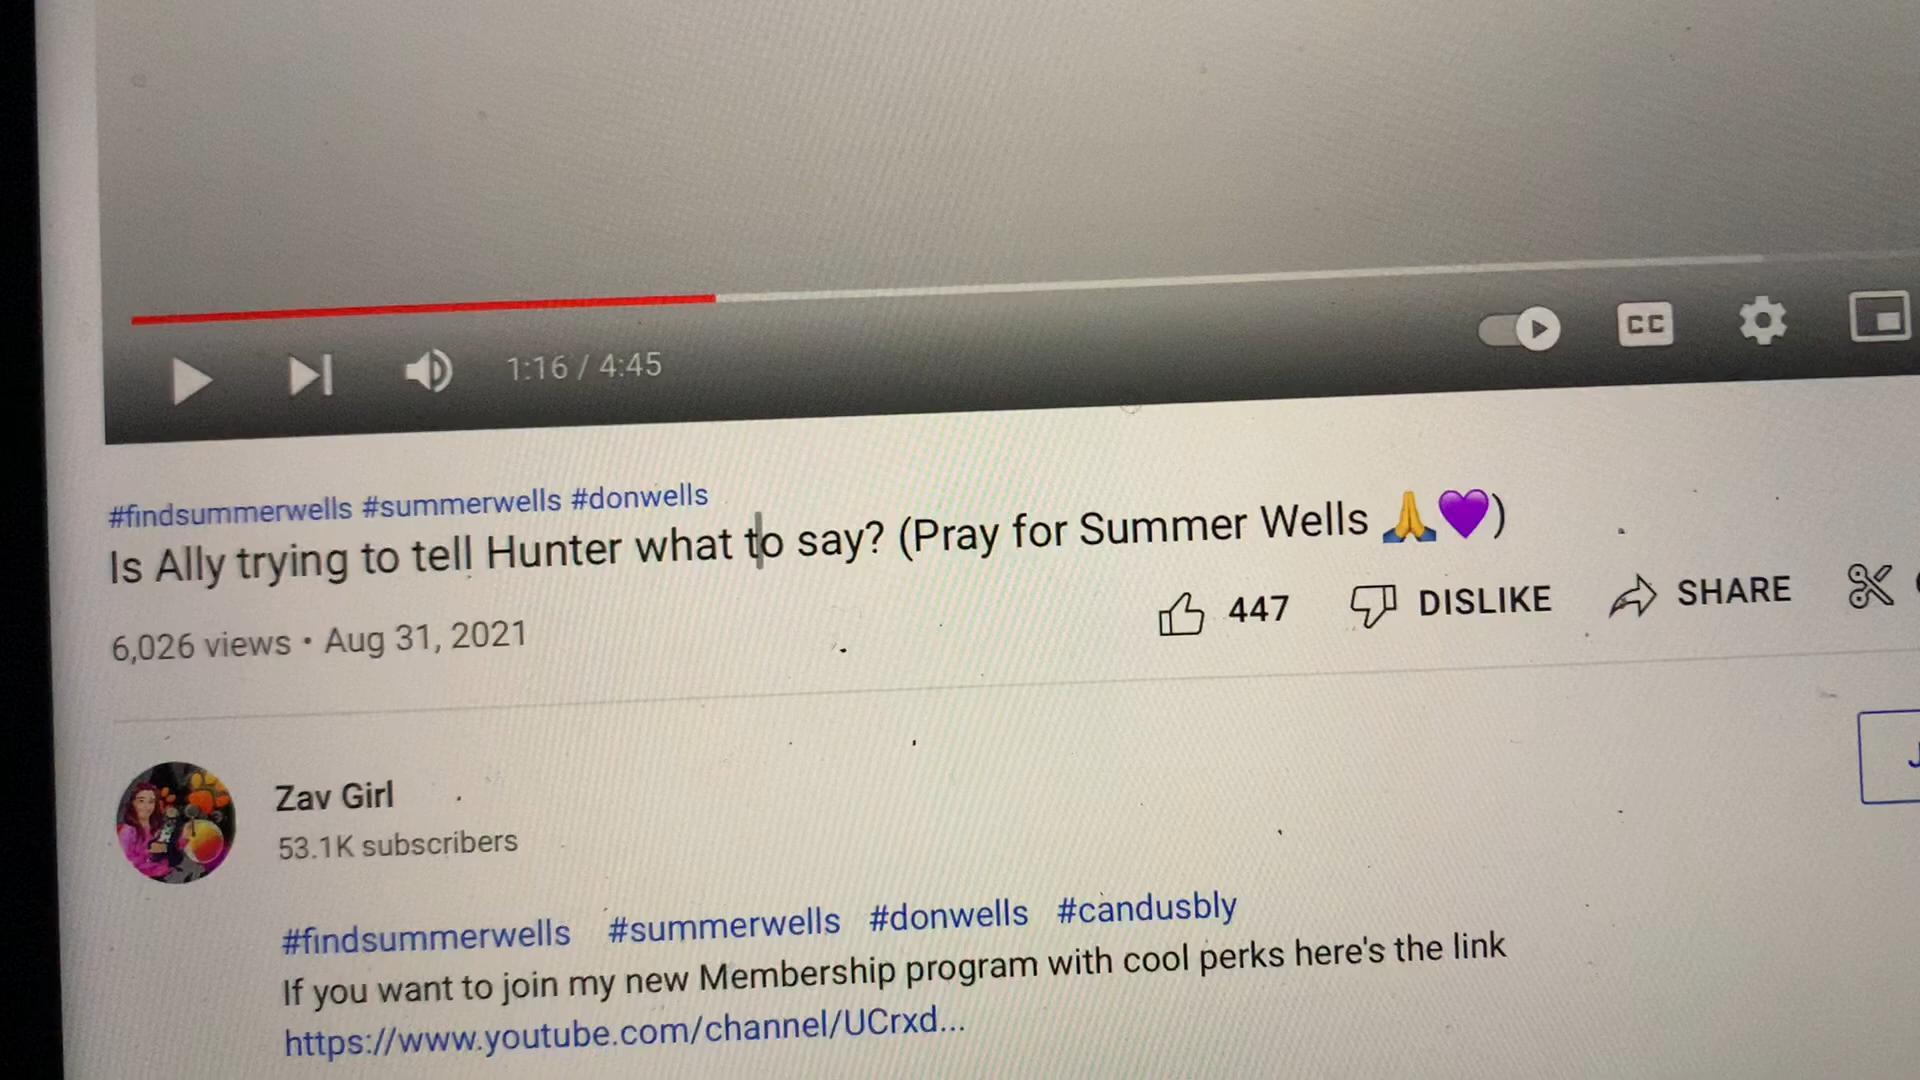 CC
1:16 / 4:45
#findsummerwells #summerwells #donwells
Is Ally trying to tell Hunter what to say? (Pray for Summer Wells 🙏💜)
6,026 views • Aug 31, 2021
447 DISLIKE SHARE
Zav Girl
53.1K subscribers
#findsummerwells #summerwells #donwells #candusbly
If you want to join my new Membership program with cool perks here's the link
https://www.youtube.com/channel/UCrxd...